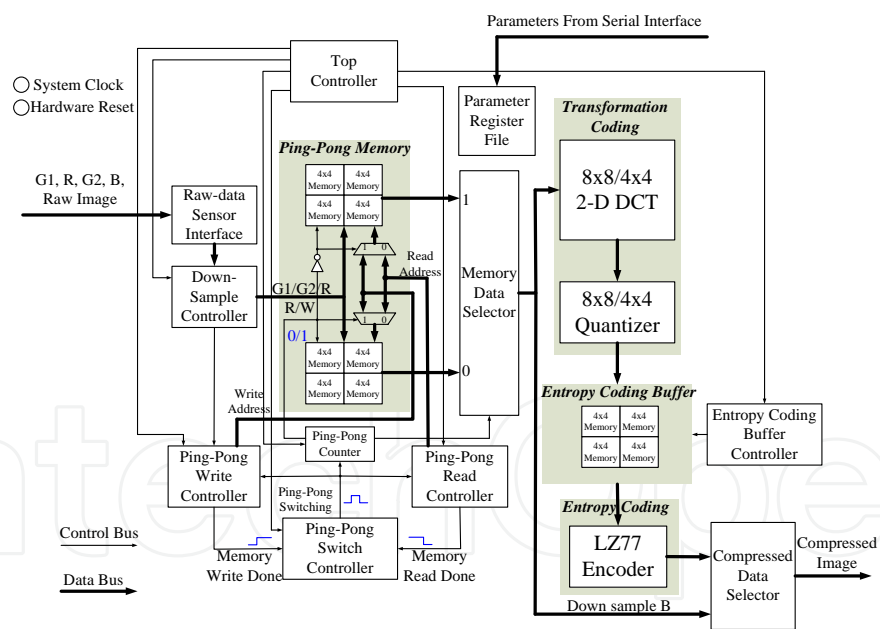 Parameters From Serial Interface
Top
Controller
System Clock
Hardware Reset
Parameter
Register
File
Transformation
Coding
Ping-Pong Memory
8x8/4x4
2-D DCT
G1, R, G2, B,
Raw Image
Raw-data
Sensor
Interface
4x4
Memory
4x4
Memory
4x4
Memory
4x4
Memory
1
1 0
Read
Address
Memory
Data
Selector
Down-
Sample
Controller
G1/G2/R
R/W
0/1
1 0
8x8/4x4
Quantizer
4x4
Memory
4x4
Memory
4x4
Memory
4x4
Memory
0
Write
Address
Entropy Coding Buffer
4x4
Memory
4x4
Memory
4x4
Memory
4x4
Memory
Entropy Coding
Buffer
Controller
Ping-Pong
Counter
Ping-Pong
Write
Controller
Ping-Pong
Read
Controller
Ping-Pong
Switching
Ping-Pong
Switch
Controller
Memory
Write Done
Memory
Read Done
Entropy Coding
LZ77
Encoder
Compressed
Data
Selector
Compressed
Image
Down sample B
Control Bus
Data Bus